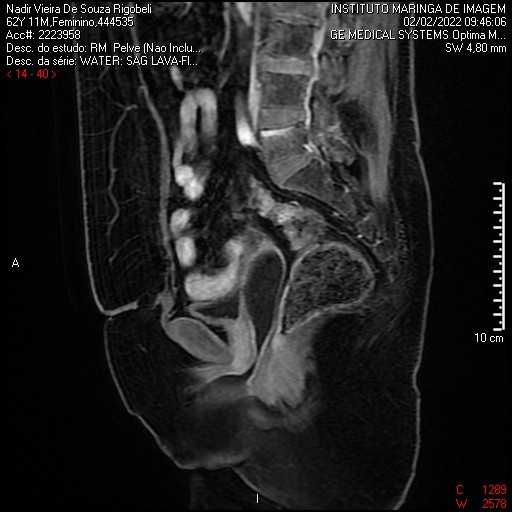 Nadir Vieira De Souza Rigobeli
62Y 11M,Feminino,444535
Acc#: 2223958
Desc. do estudo: RM  Pelve (Nao Inclu...
Desc. da série: WATER: SAG LAVA-Fl...
< 14 - 40 >
INSTITUTO MARINGA DE IMAGEM
02/02/2022 09:46:06
GE MEDICAL SYSTEMS Optima M...
SW 4,80 mm
A
10 cm
I
C 1289
W 2578